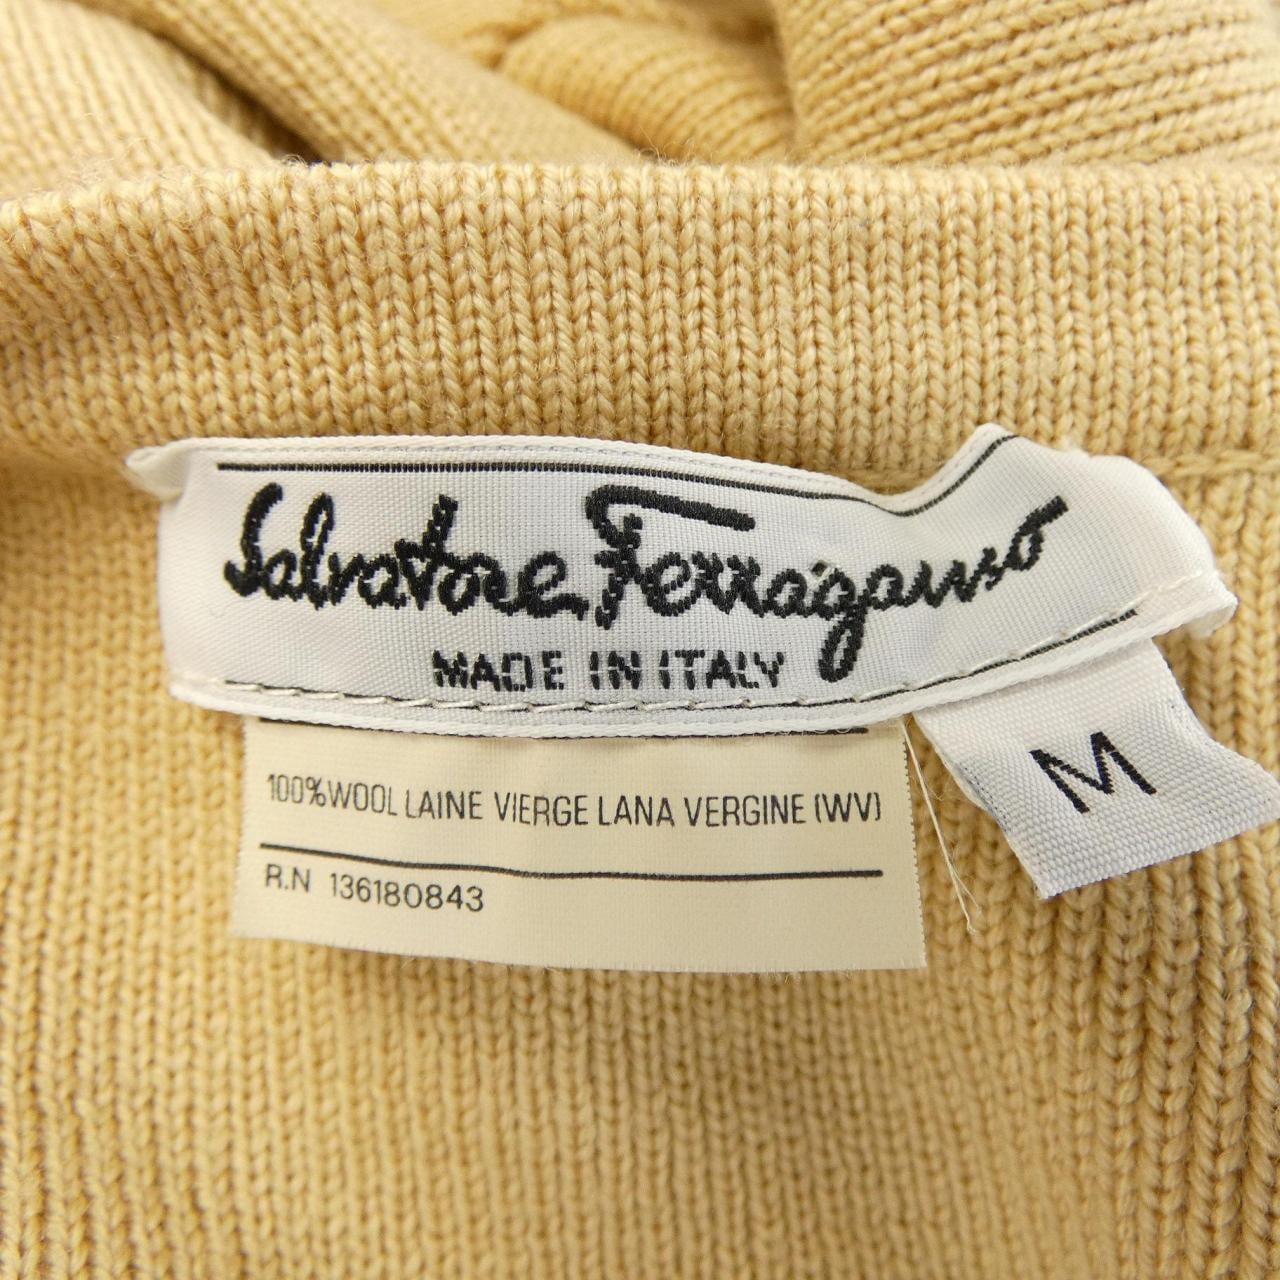 Salvatore Ferragamo
MADE IN ITALY
M
100% WOOL LAINE VIERGE LANA VERGINE (WV)
R.N 136180843